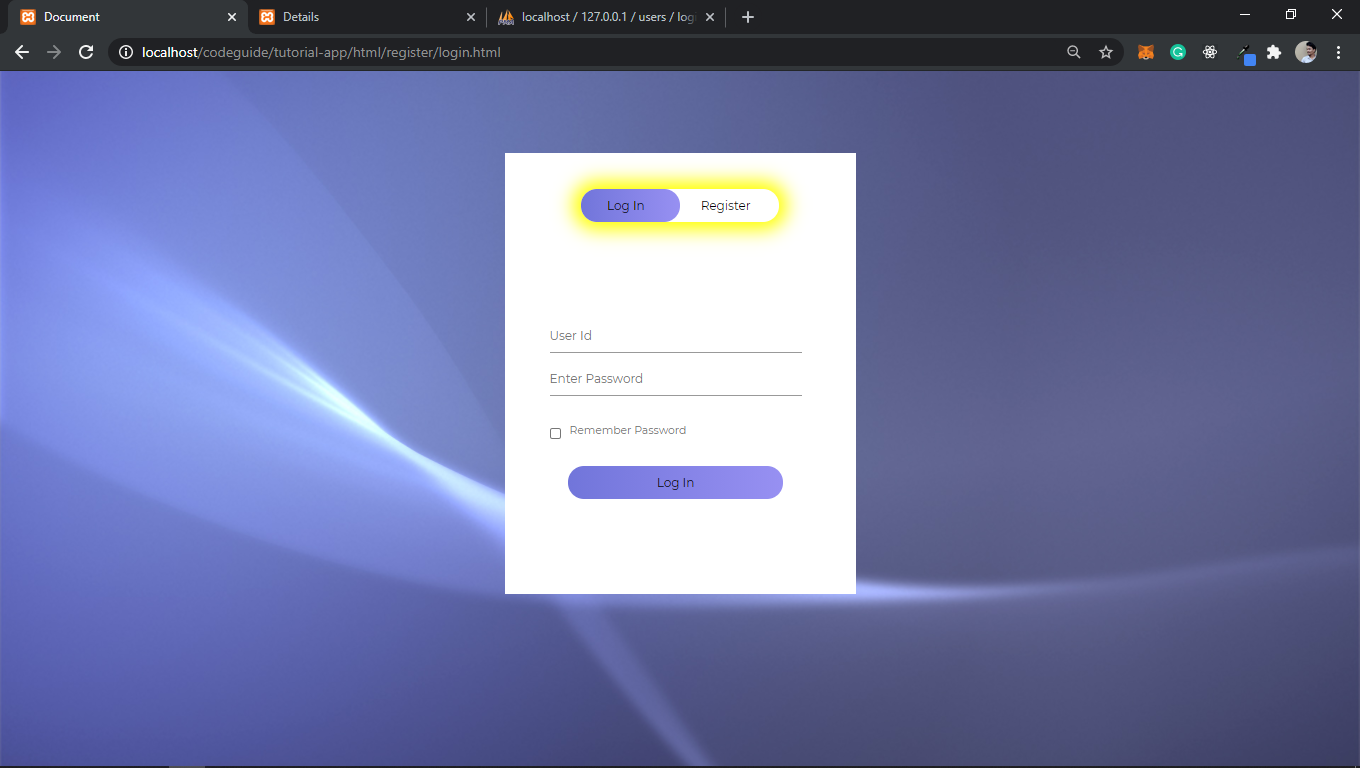 Document
Details
localhost / 127.0.0.1 / users / logi
localhost/codeguide/tutorial-app/html/register/login.html
Log In
Register
User Id
Enter Password
Remember Password
Log In